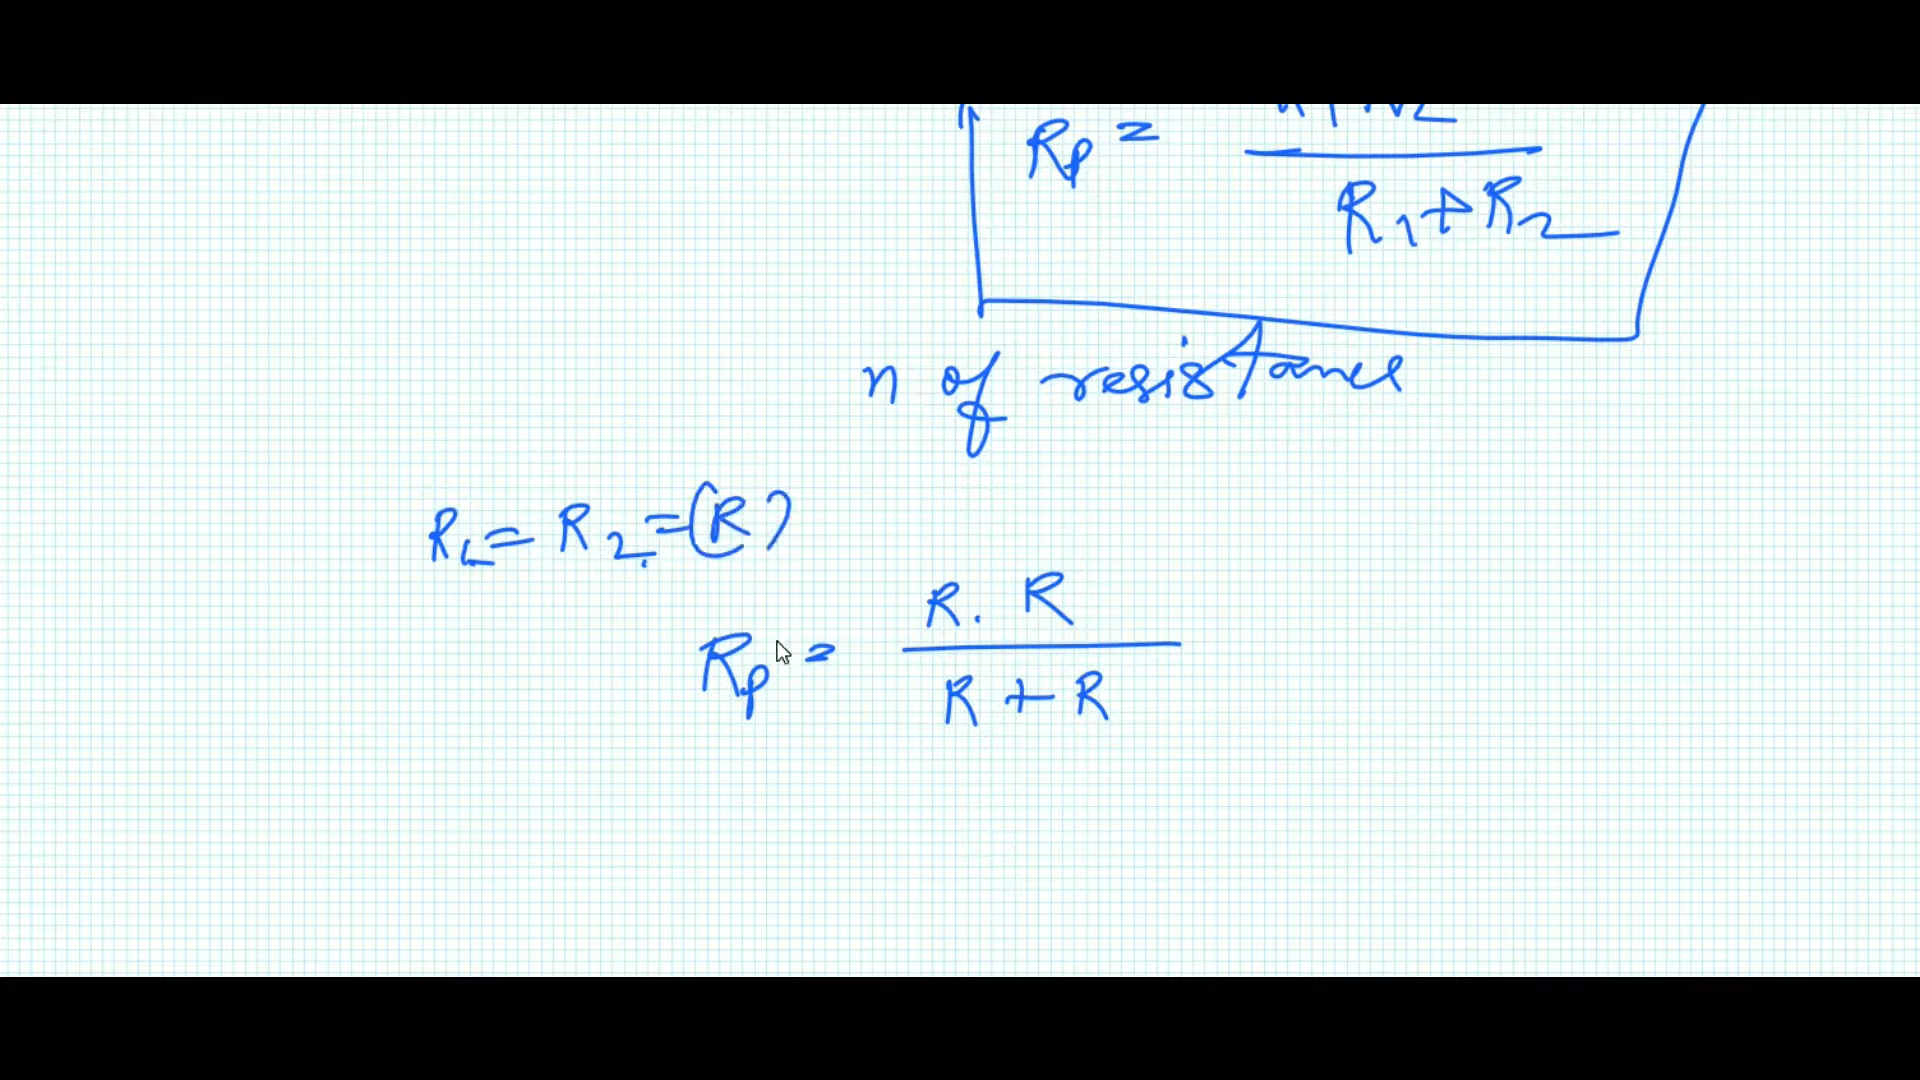 Rp =
R1+R2
n of resistance
R1 = R2 = (R)
R. R
Rp =
R + R